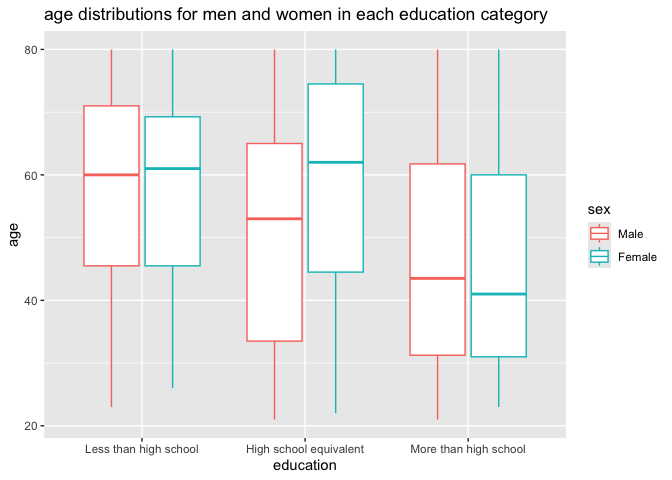 age distributions for men and women in each education category
80
60
40
20
age
Less than high school
High school equivalent
More than high school
education
sex
Male
Female